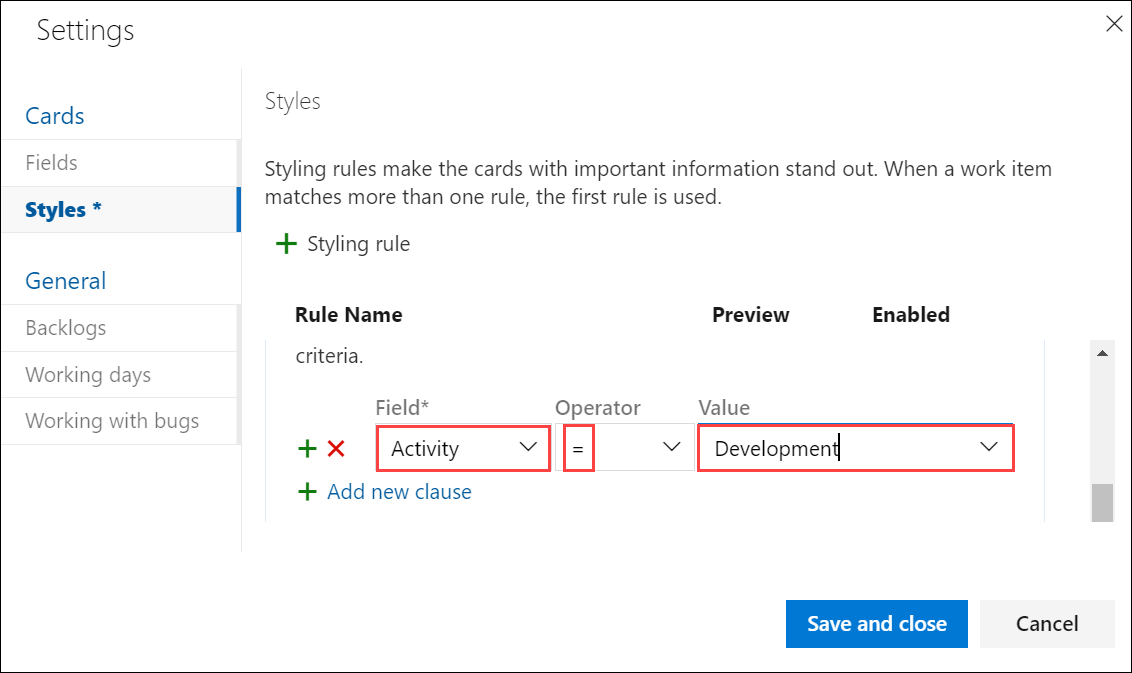 Settings
Cards
Fields
Styles *
General
Backlogs
Working days
Working with bugs
Styles
Styling rules make the cards with important information stand out. When a work item
matches more than one rule, the first rule is used.
+ Styling rule
Rule Name Preview Enabled
criteria.
Field* Operator Value
Activity = Development
+ Add new clause
Save and close Cancel